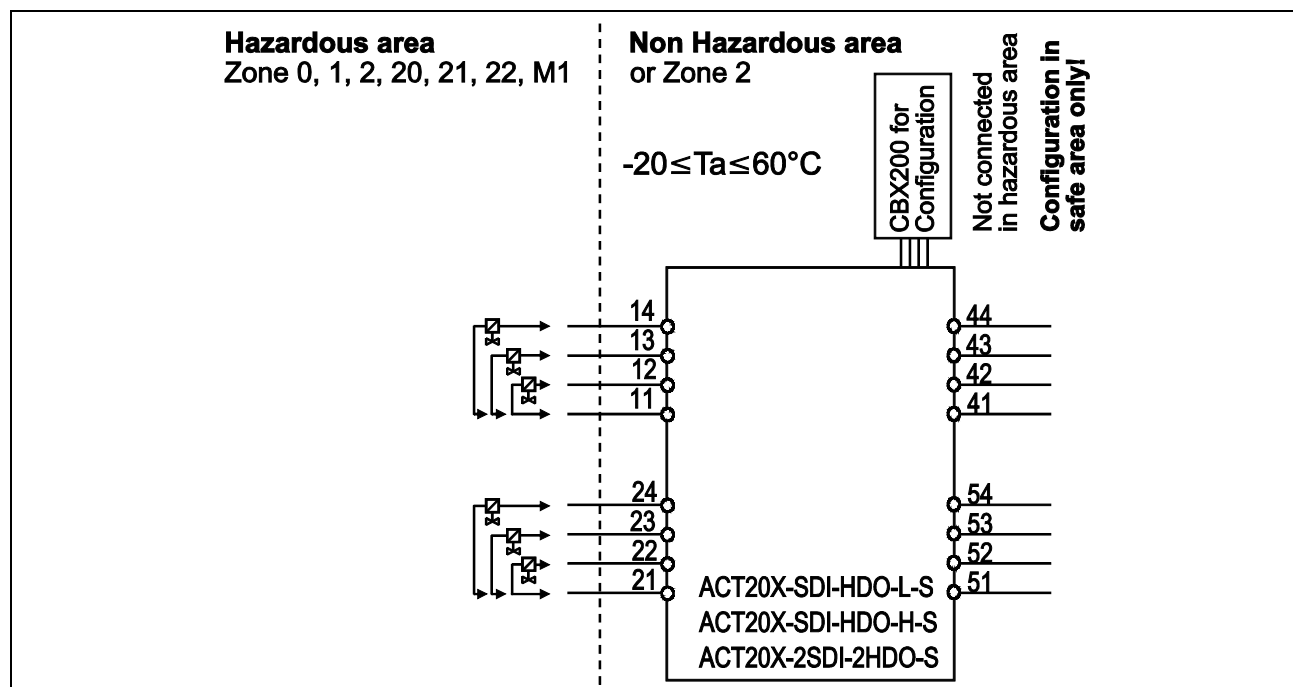 Hazardous area
Zone 0, 1, 2, 20, 21, 22, M1
Non Hazardous area
or Zone 2
-20≤Ta≤60°C
CBX200 for
Configuration
Not connected
in hazardous area
Configuration in
safe area only!
14
13
12
11
44
43
42
41
24
23
22
21
54
53
52
51
ACT20X-SDI-HDO-L-S
ACT20X-SDI-HDO-H-S
ACT20X-2SDI-2HDO-S